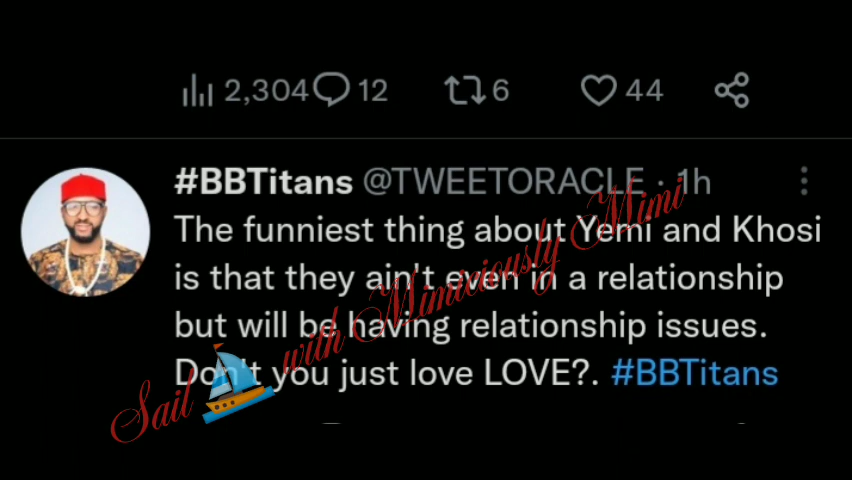 2,304 12 6 44
#BBTitans @TWEETORACLE · 1h
The funniest thing about Yemi and Khosi
is that they ain't even in a relationship
but will be having relationship issues.
Don't you just love LOVE?. #BBTitans
Sail with Mimiciously Mimi